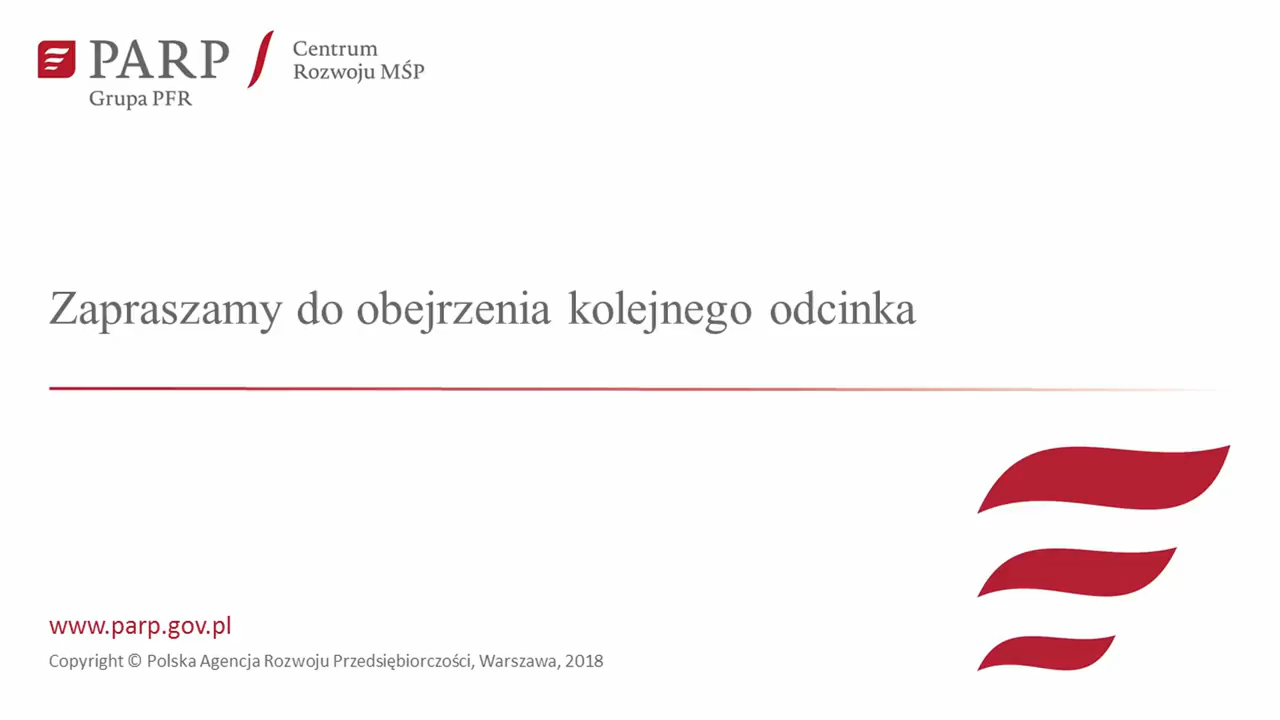 PARP
Grupa PFR
Centrum
Rozwoju MŚP
Zapraszamy do obejrzenia kolejnego odcinka
www.parp.gov.pl
Copyright © Polska Agencja Rozwoju Przedsiębiorczości, Warszawa, 2018